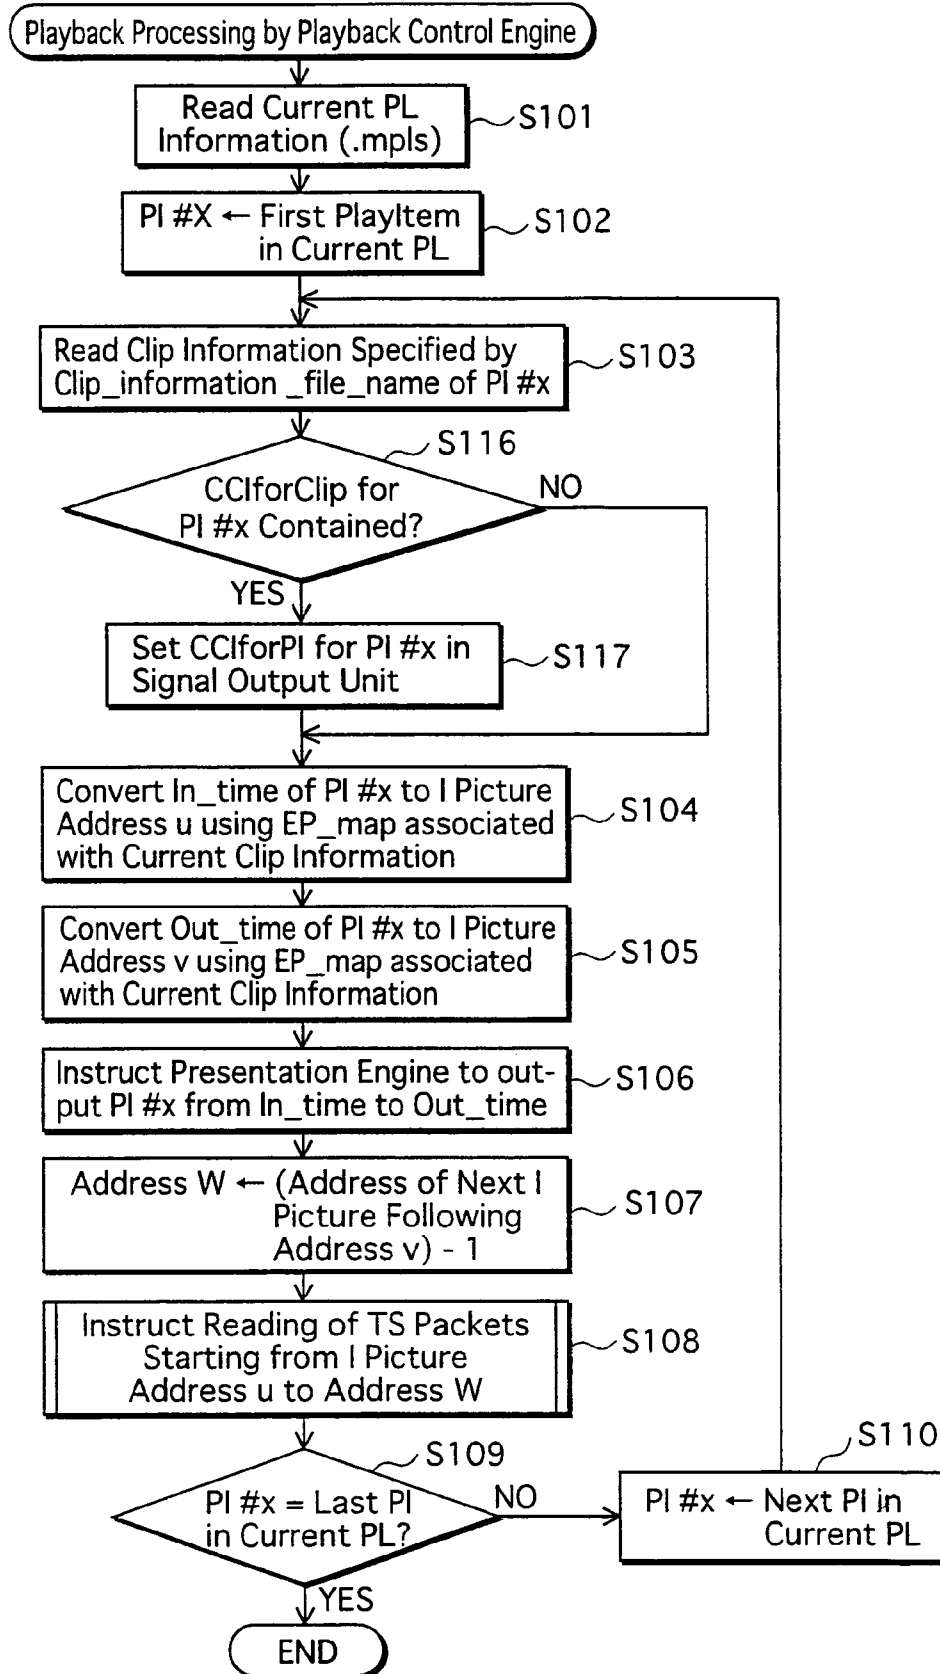 Playback Processing by Playback Control Engine
Read Current PL
Information (.mpls)
S101
PI #X ← First PlayItem
in Current PL
S102
Read Clip Information Specified by
Clip_information _file_name of PI #x
S103
S116
CCIforClip for
PI #x Contained?
NO
YES
Set CCIforPI for PI #x in
Signal Output Unit
S117
Convert In_time of PI #x to I Picture
Address u using EP_map associated
with Current Clip Information
S104
Convert Out_time of PI #x to I Picture
Address v using EP_map associated
with Current Clip Information
S105
Instruct Presentation Engine to out-
put PI #x from In_time to Out_time
S106
Address W ← (Address of Next I
Picture Following
Address v) - 1
S107
Instruct Reading of TS Packets
Starting from I Picture
Address u to Address W
S108
S109
PI #x = Last PI
in Current PL?
NO
YES
S110
PI #x ← Next PI in
Current PL
END